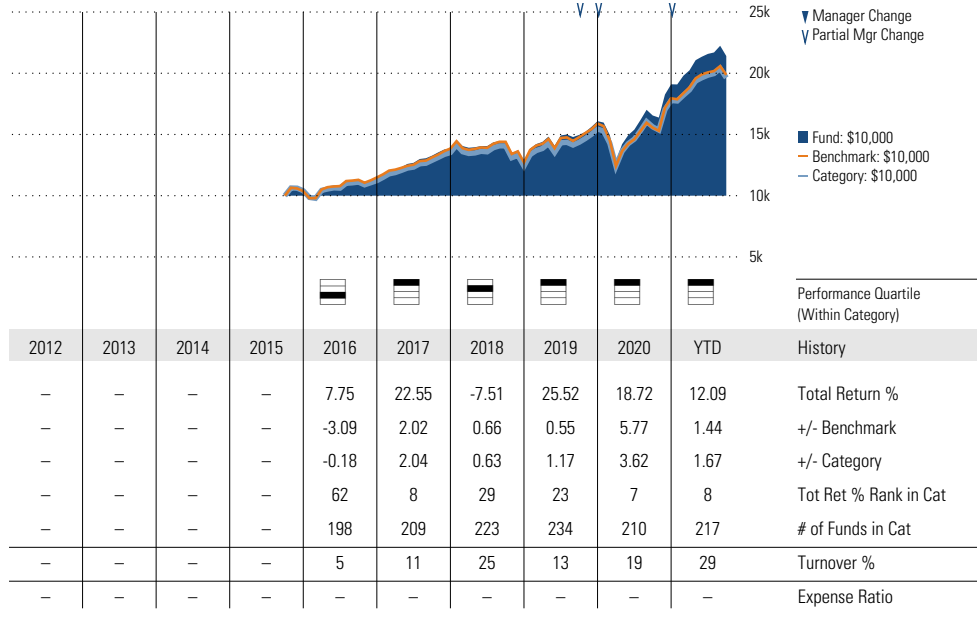 25k
▼ Manager Change
∨ Partial Mgr Change
20k
15k
Fund: $10,000
Benchmark: $10,000
Category: $10,000
10k
5k
Performance Quartile
(Within Category)
2012 2013 2014 2015 2016 2017 2018 2019 2020 YTD History
– – – – 7.75 22.55 -7.51 25.52 18.72 12.09 Total Return %
– – – – -3.09 2.02 0.66 0.55 5.77 1.44 +/- Benchmark
– – – – -0.18 2.04 0.63 1.17 3.62 1.67 +/- Category
– – – – 62 8 29 23 7 8 Tot Ret % Rank in Cat
– – – – 198 209 223 234 210 217 # of Funds in Cat
– – – – 5 11 25 13 19 29 Turnover %
– – – – – – – – – – Expense Ratio